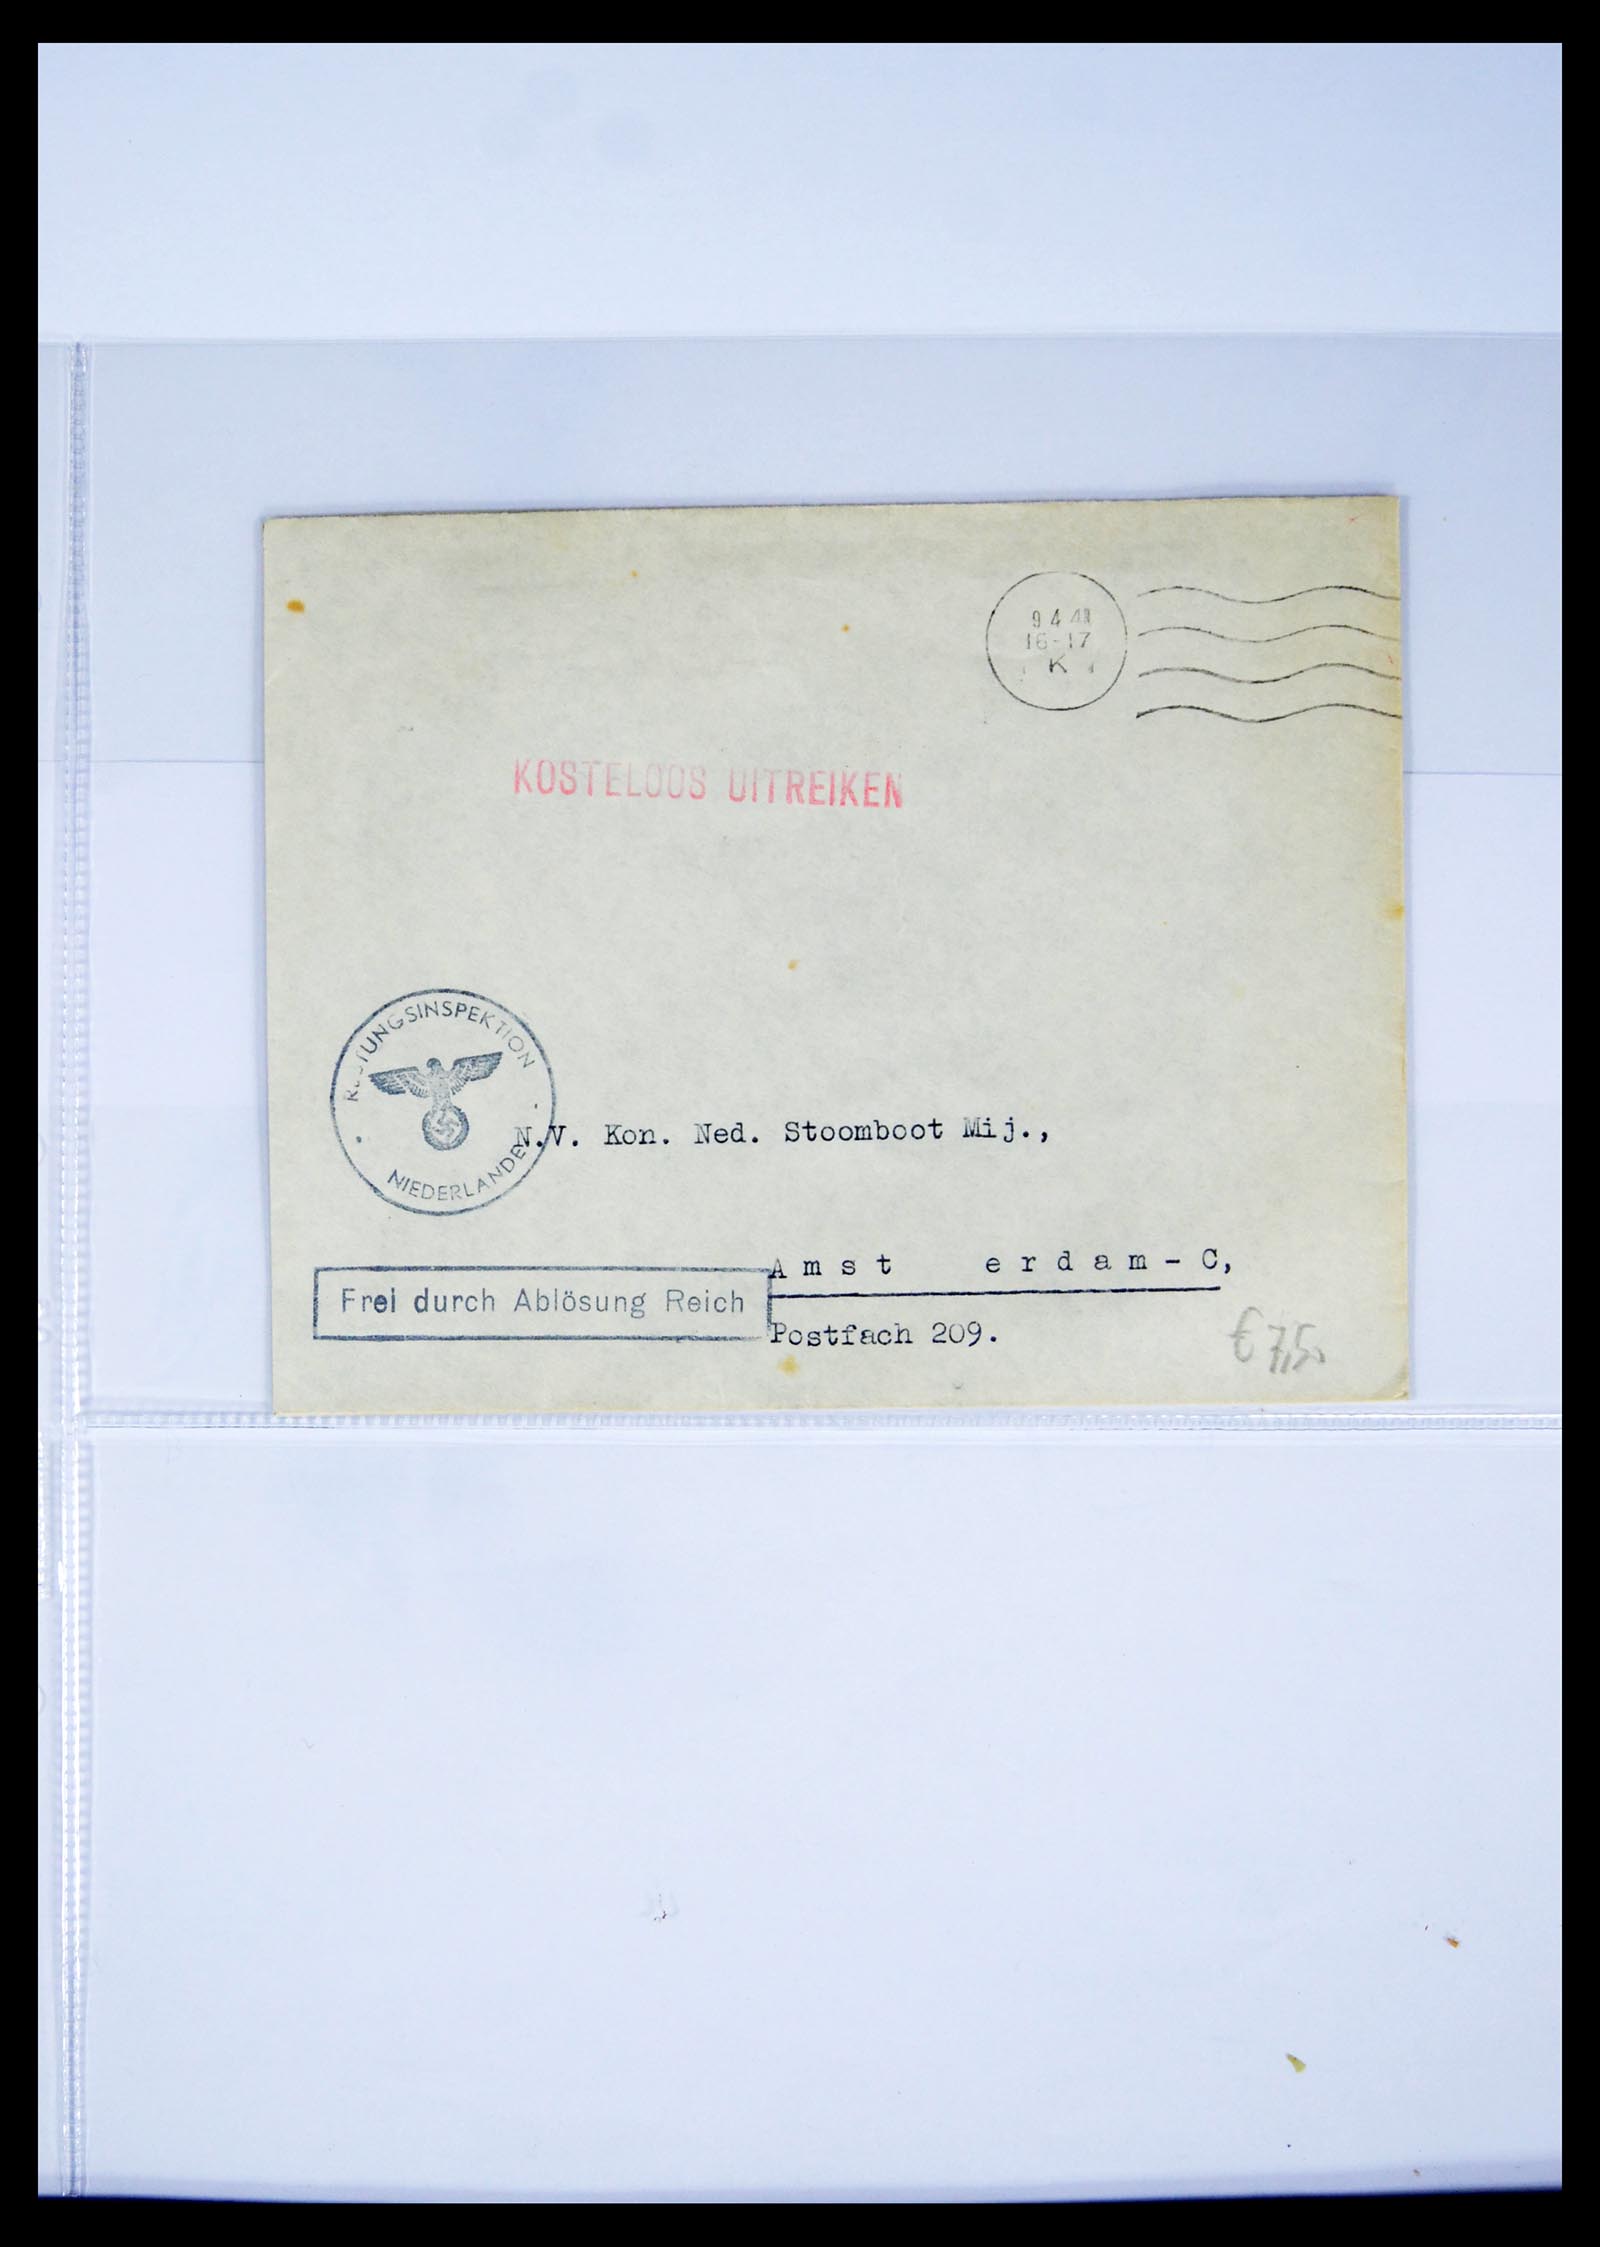 9 4 41
16-17
K
KOSTELOOS UITREIKEN
RÜSTUNGSINSPEKTION
NIEDERLANDE
N.V. Kon. Ned. Stoomboot Mij.,
Amst erdam-C,
Frei durch Ablösung Reich
Postfach 209.
€ 7,50